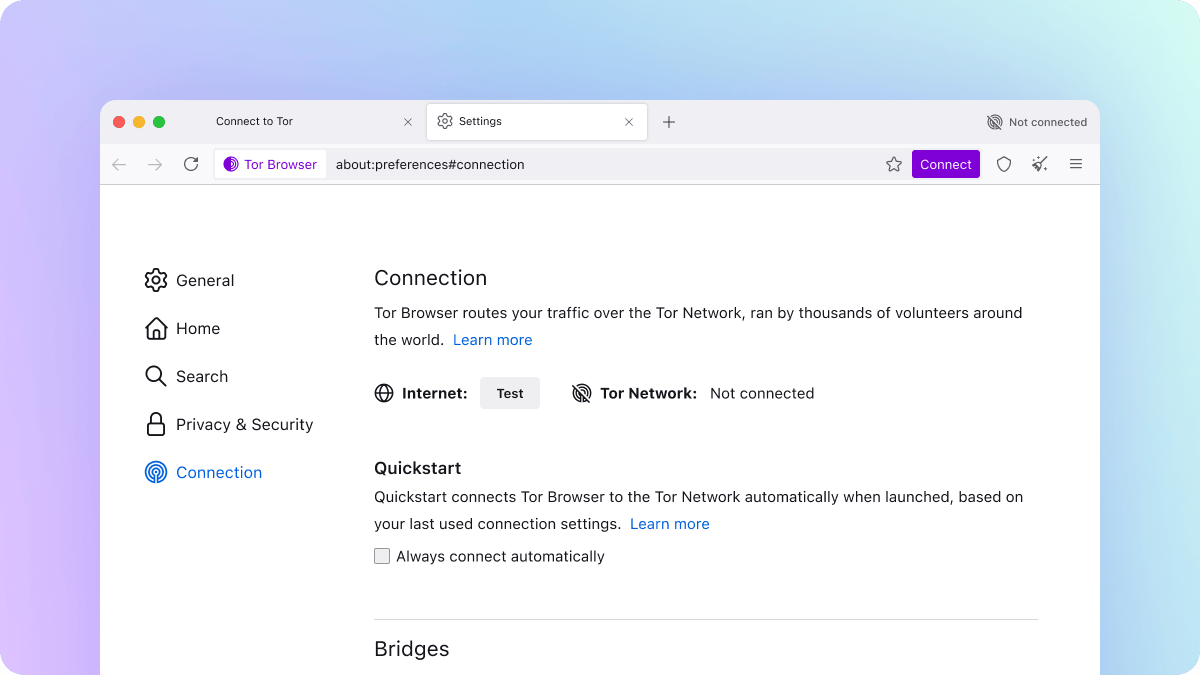 Connect to Tor
Settings
Not connected
Tor Browser
about:preferences#connection
Connect
General
Home
Search
Privacy & Security
Connection
Connection
Tor Browser routes your traffic over the Tor Network, ran by thousands of volunteers around
the world. Learn more
Internet: Test Tor Network: Not connected
Quickstart
Quickstart connects Tor Browser to the Tor Network automatically when launched, based on
your last used connection settings. Learn more
Always connect automatically
Bridges